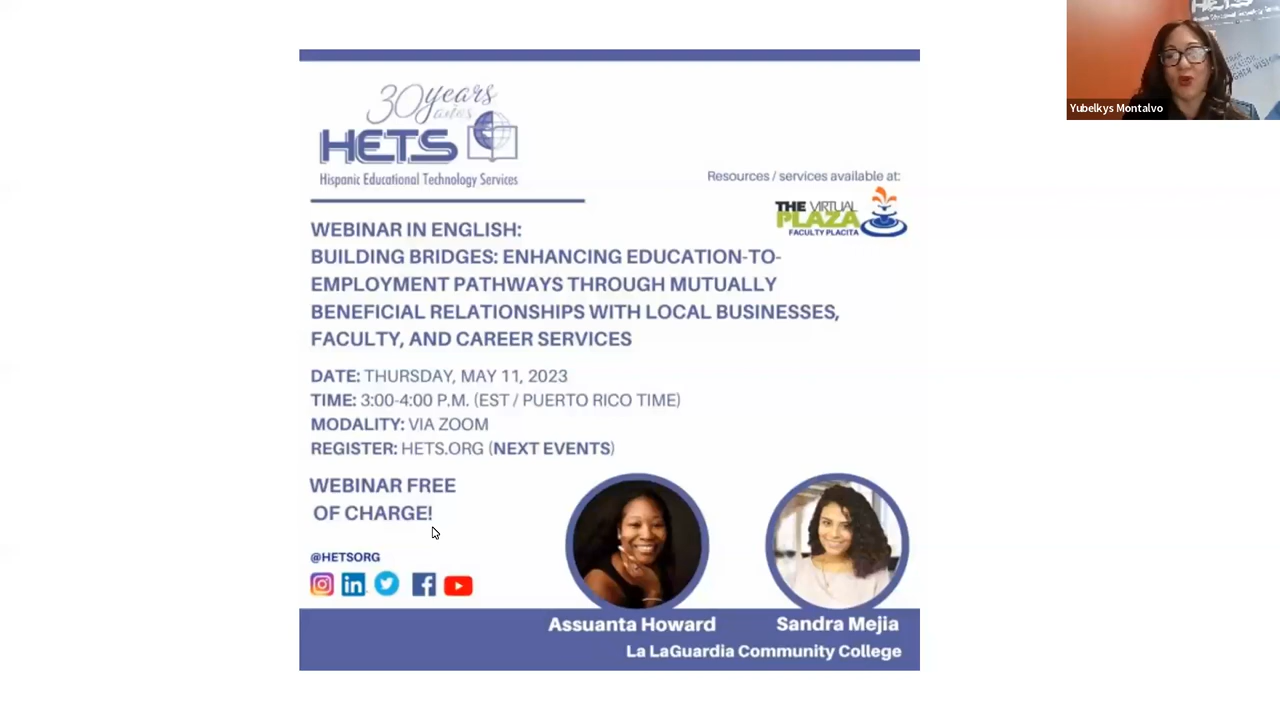 30 years
años
HETS
Hispanic Educational Technology Services
Resources / services available at:
THE VIRTUAL
PLAZA
FACULTY PLACITA
WEBINAR IN ENGLISH:
BUILDING BRIDGES: ENHANCING EDUCATION-TO-
EMPLOYMENT PATHWAYS THROUGH MUTUALLY
BENEFICIAL RELATIONSHIPS WITH LOCAL BUSINESSES,
FACULTY, AND CAREER SERVICES
DATE: THURSDAY, MAY 11, 2023
TIME: 3:00-4:00 P.M. (EST / PUERTO RICO TIME)
MODALITY: VIA ZOOM
REGISTER: HETS.ORG (NEXT EVENTS)
WEBINAR FREE
OF CHARGE!
@HETSORG
Assuanta Howard
Sandra Mejia
La LaGuardia Community College
HETS
Yubelkys Montalvo